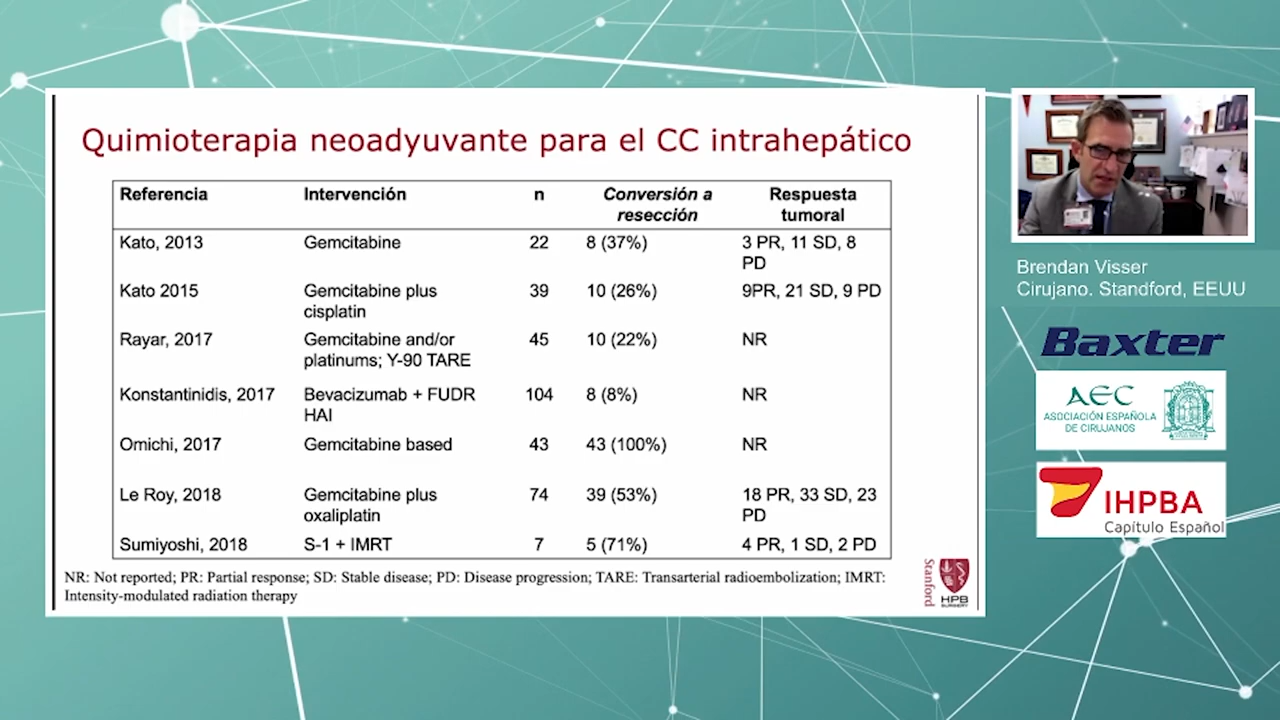 Quimioterapia neoadyuvante para el CC intrahepático
Referencia Intervención n Conversión a resección Respuesta tumoral
Kato, 2013 Gemcitabine 22 8 (37%) 3 PR, 11 SD, 8 PD
Kato 2015 Gemcitabine plus cisplatin 39 10 (26%) 9PR, 21 SD, 9 PD
Rayar, 2017 Gemcitabine and/or platinums; Y-90 TARE 45 10 (22%) NR
Konstantinidis, 2017 Bevacizumab + FUDR HAI 104 8 (8%) NR
Omichi, 2017 Gemcitabine based 43 43 (100%) NR
Le Roy, 2018 Gemcitabine plus oxaliplatin 74 39 (53%) 18 PR, 33 SD, 23 PD
Sumiyoshi, 2018 S-1 + IMRT 7 5 (71%) 4 PR, 1 SD, 2 PD
NR: Not reported; PR: Partial response; SD: Stable disease; PD: Disease progression; TARE: Transarterial radioembolization; IMRT:
Intensity-modulated radiation therapy
Stanford
HPB
SURGERY
Brendan Visser
Cirujano. Standford, EEUU
Baxter
AEC
ASOCIACIÓN ESPAÑOLA
DE CIRUJANOS
IHPBA
Capítulo Español